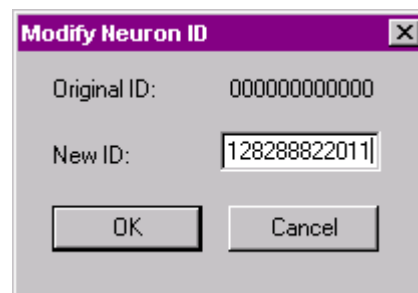 Modify Neuron ID
Original ID: 000000000000
New ID: 128288822011
OK Cancel